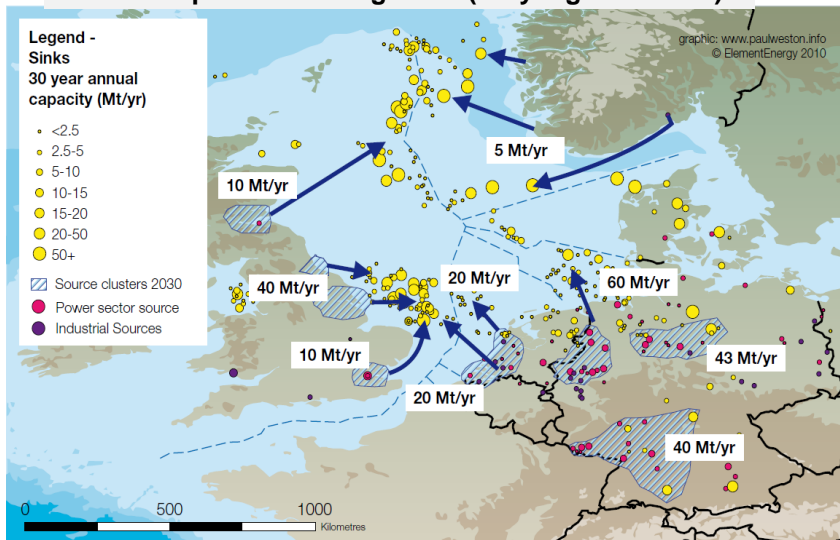 graphic: www.paulweston.info
© ElementEnergy 2010
Legend -
Sinks
30 year annual
capacity (Mt/yr)
<2.5
2.5-5
5-10
10-15
15-20
20-50
50+
Source clusters 2030
Power sector source
Industrial Sources
5 Mt/yr
10 Mt/yr
40 Mt/yr
20 Mt/yr
60 Mt/yr
10 Mt/yr
43 Mt/yr
20 Mt/yr
40 Mt/yr
0
500
1000
Kilometres